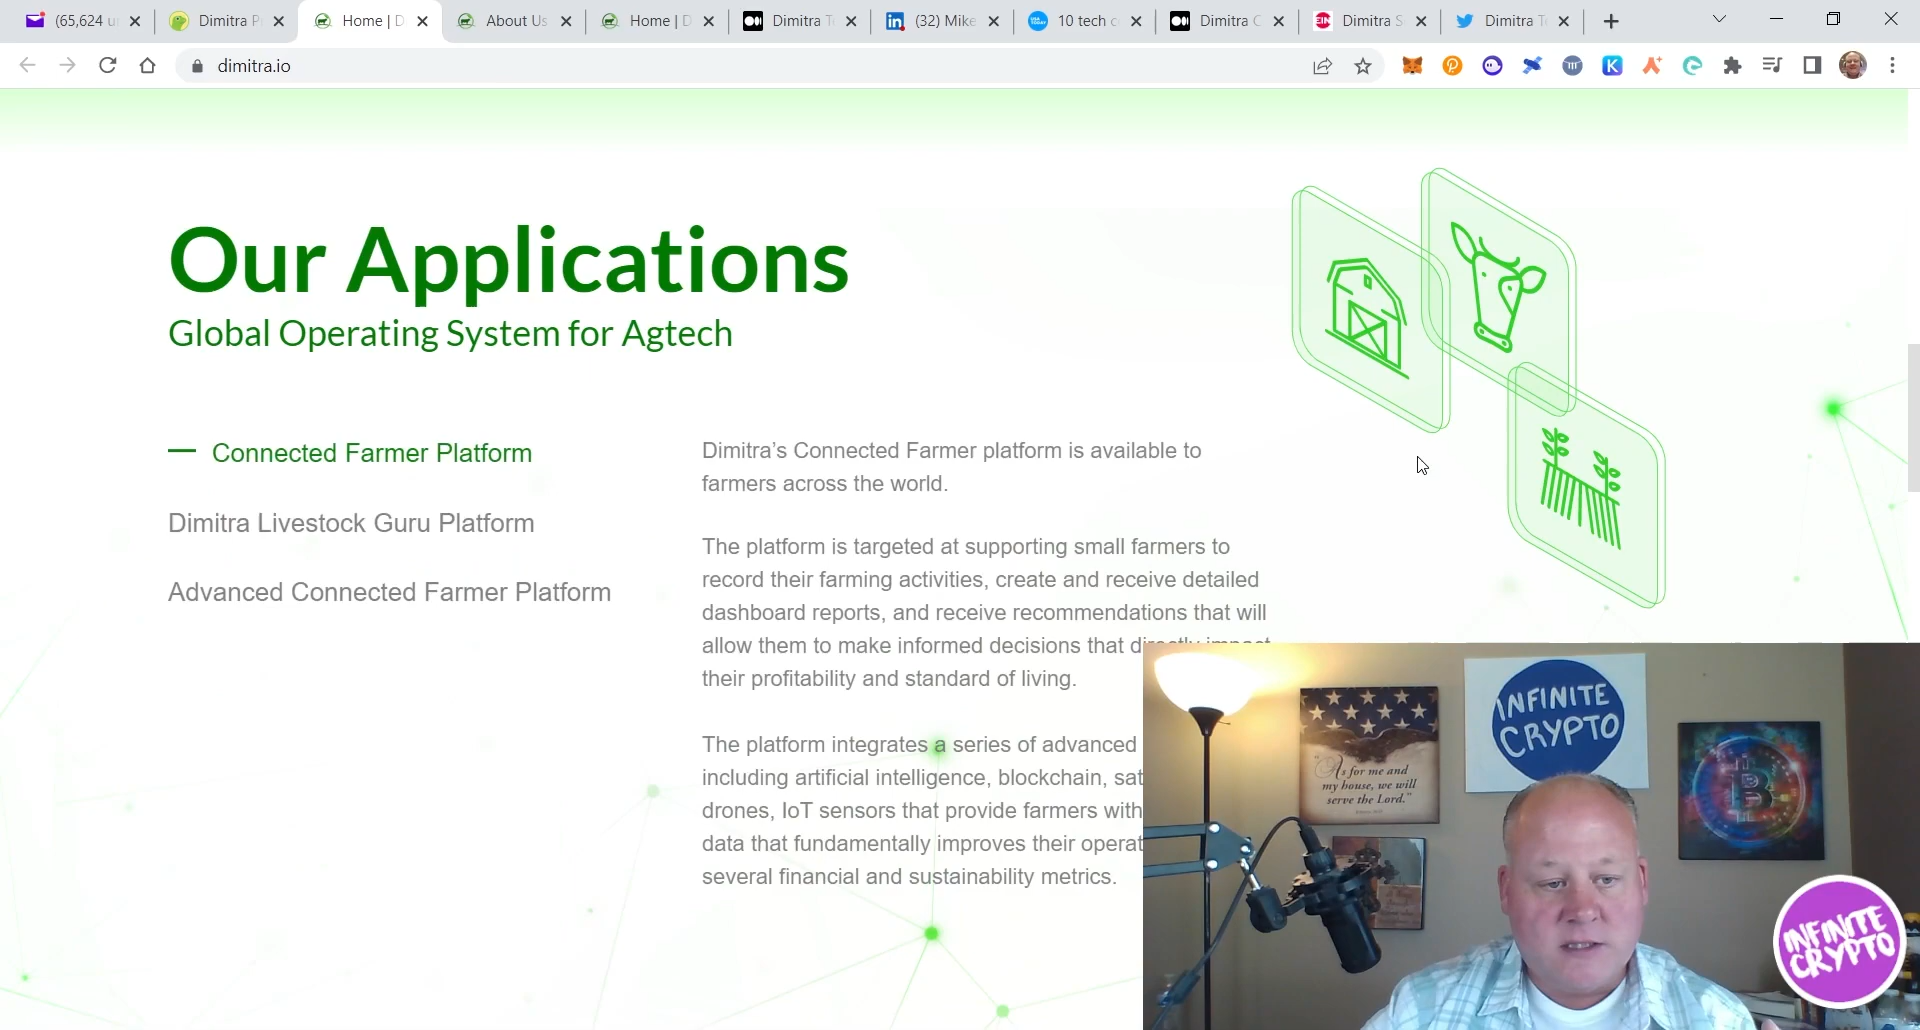 (65,624 u
Dimitra P
Home | D
About Us
Home | D
Dimitra T
(32) Mike
10 tech c
Dimitra C
Dimitra S
Dimitra T
dimitra.io
Our Applications
Global Operating System for Agtech
Connected Farmer Platform
Dimitra Livestock Guru Platform
Advanced Connected Farmer Platform
Dimitra’s Connected Farmer platform is available to
farmers across the world.
The platform is targeted at supporting small farmers to
record their farming activities, create and receive detailed
dashboard reports, and receive recommendations that will
allow them to make informed decisions that directly impact
their profitability and standard of living.
The platform integrates a series of advanced
including artificial intelligence, blockchain, sat
drones, IoT sensors that provide farmers with
data that fundamentally improves their operat
several financial and sustainability metrics.
"As for me and
my house, we will
serve the Lord."
INFINITE
CRYPTO
INFINITE
CRYPTO